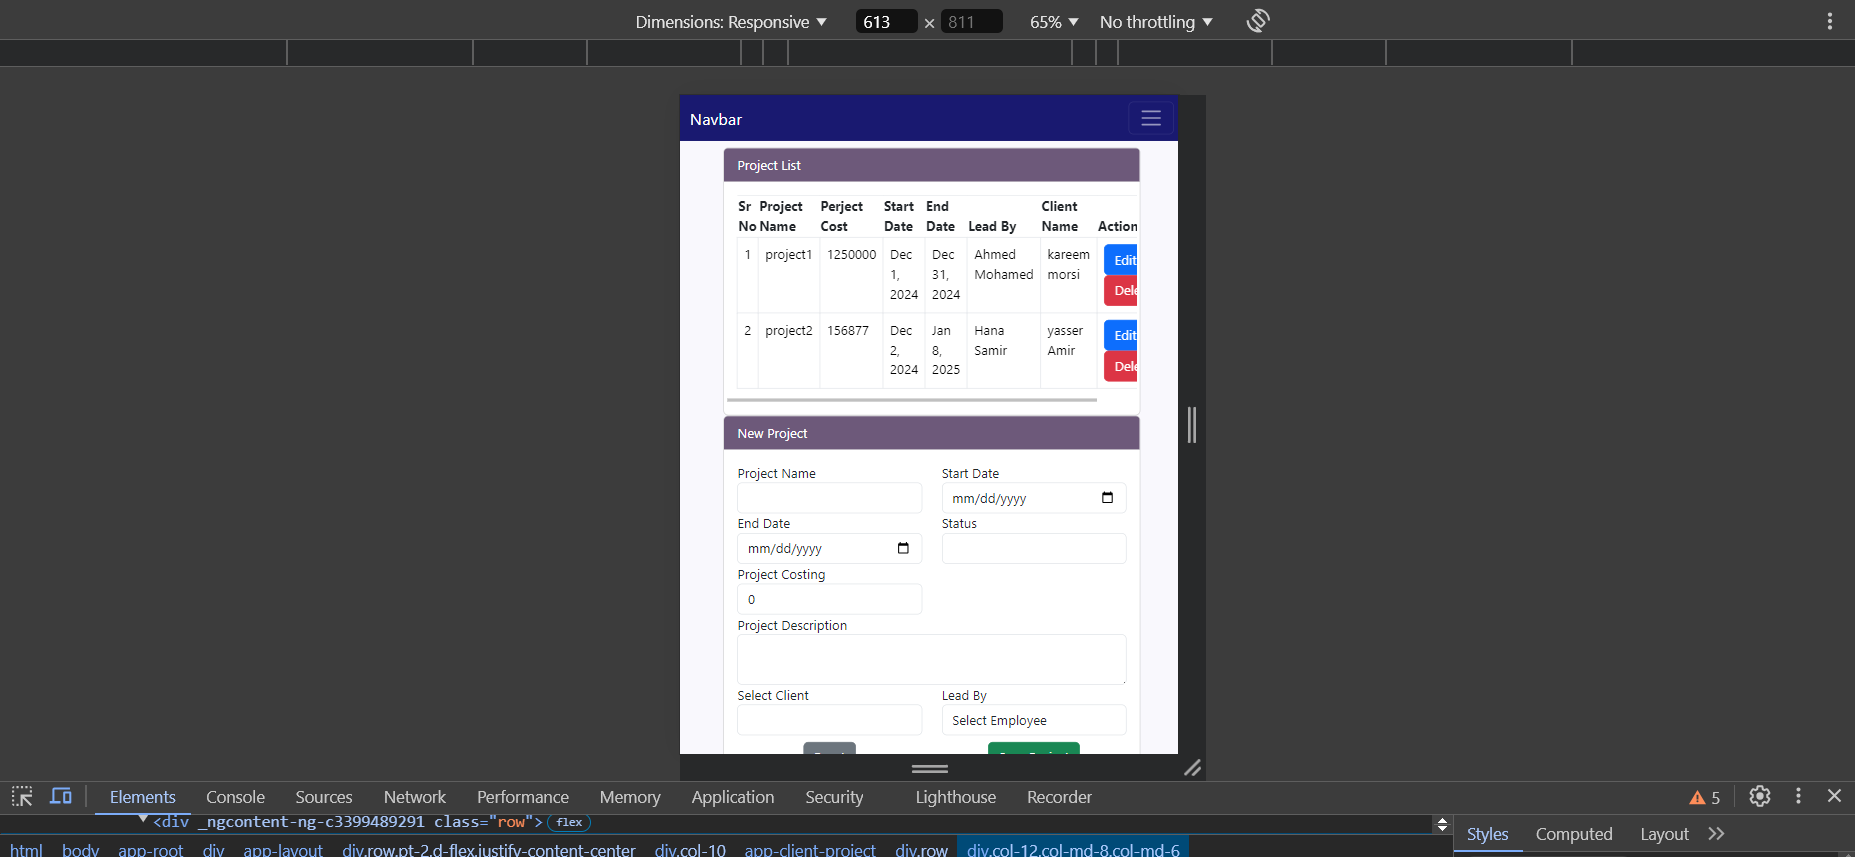 Dimensions: Responsive 613 × 811 65% No throttling
Navbar
Project List
Sr No Project Name Perject Cost Start Date End Date Lead By Client Name Action
1 project1 1250000 Dec 1, 2024 Dec 31, 2024 Ahmed Mohamed kareem morsi Edit Dele
2 project2 156877 Dec 2, 2024 Jan 8, 2025 Hana Samir yasser Amir Edit Dele
New Project
Project Name Start Date
mm/dd/yyyy
End Date Status
mm/dd/yyyy
Project Costing
0
Project Description
Select Client Lead By
Select Employee
Elements Console Sources Network Performance Memory Application Security Lighthouse Recorder 5
<div _ngcontent-ng-c3399489291 class="row"> flex
Styles Computed Layout
html body app-root div app-layout div.row.pt-2.d-flex.justify-content-center div.col-10 app-client-project div.row div.col-12.col-md-8.col-md-6